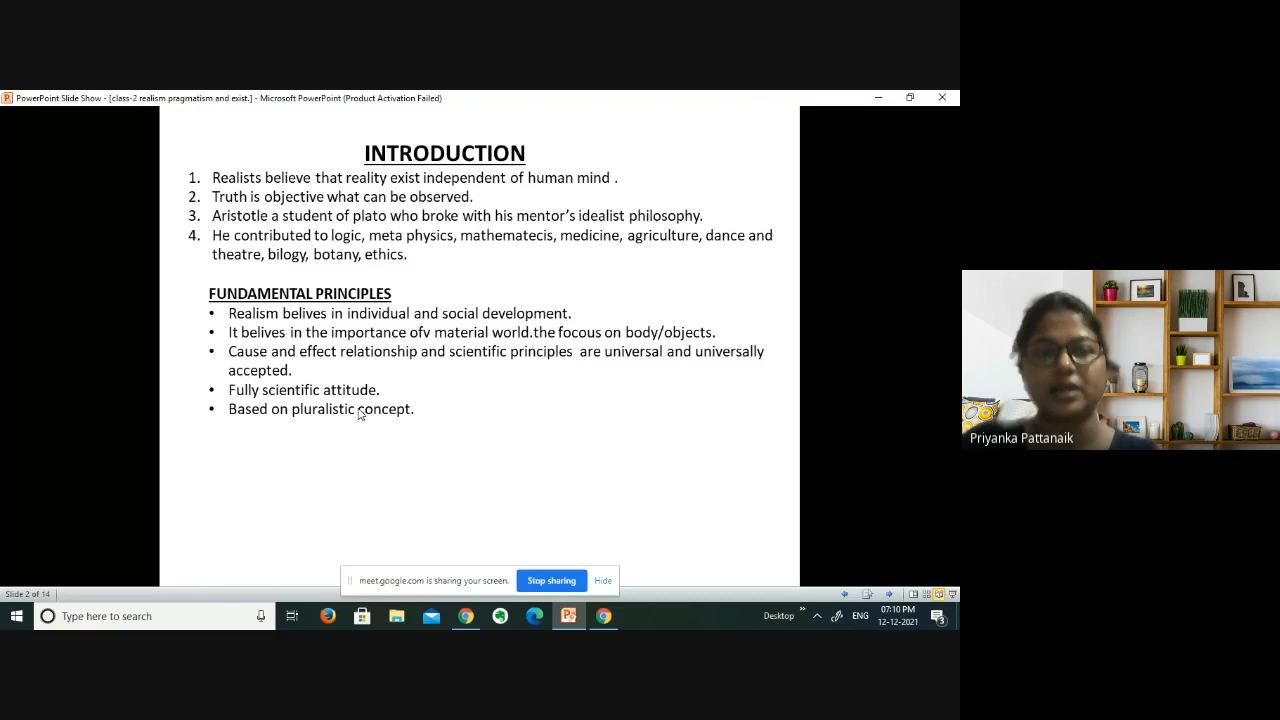 PowerPoint Slide Show - [class-2 realism pragmatism and exist.] - Microsoft PowerPoint (Product Activation Failed)
INTRODUCTION
1. Realists believe that reality exist independent of human mind .
2. Truth is objective what can be observed.
3. Aristotle a student of plato who broke with his mentor's idealist philosophy.
4. He contributed to logic, meta physics, mathematecis, medicine, agriculture, dance and
theatre, bilogy, botany, ethics.
FUNDAMENTAL PRINCIPLES
• Realism belives in individual and social development.
• It belives in the importance ofv material world.the focous on body/objects.
• Cause and effect relationship and scientific principles are universal and universally
accepted.
• Fully scientific attitude.
• Based on pluralistic concept.
Priyanka Pattanaik
meet.google.com is sharing your screen. Stop sharing Hide
Slide 2 of 14
Type here to search Desktop ENG 07:10 PM
12-12-2021 3